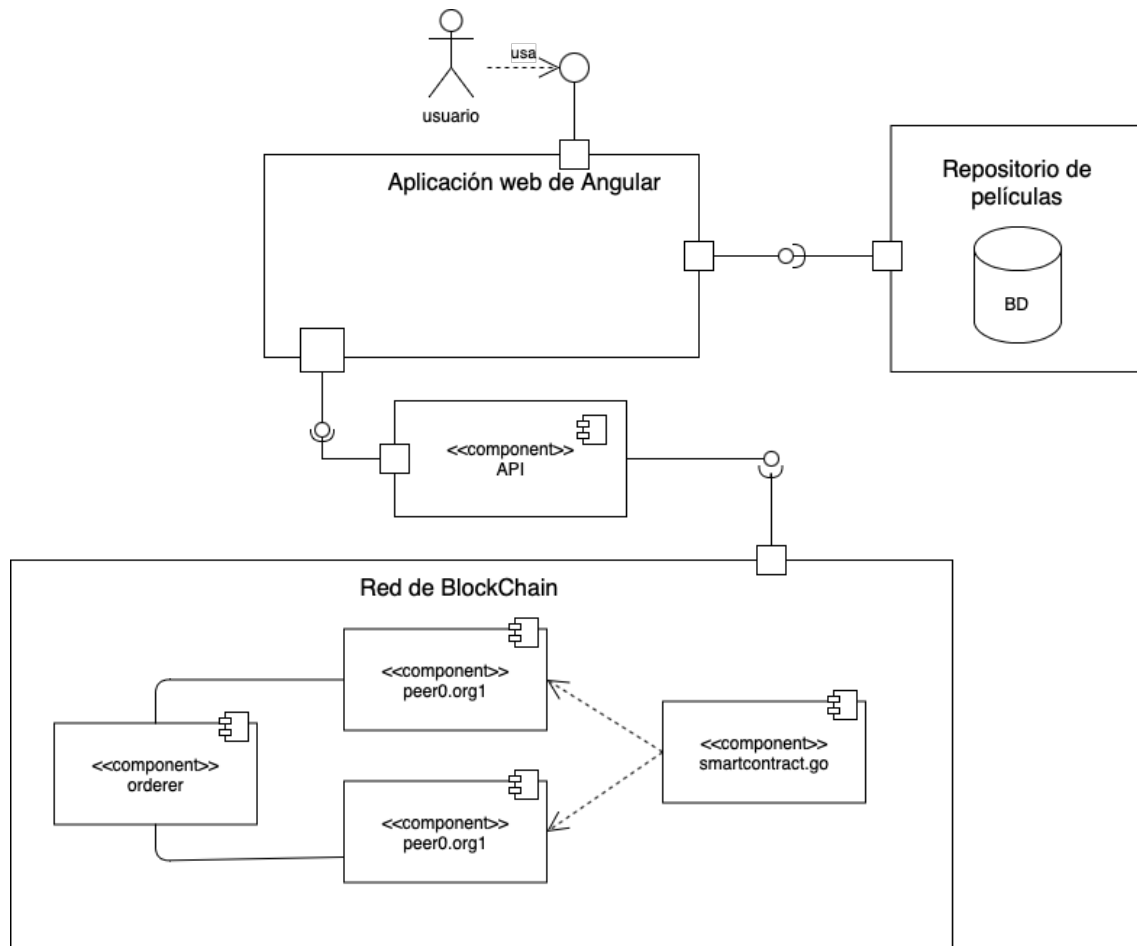 usa
usuario
Aplicación web de Angular
Repositorio de
películas
BD
<<component>>
API
Red de BlockChain
<<component>>
peer0.org1
<<component>>
smartcontract.go
<<component>>
orderer
<<component>>
peer0.org1